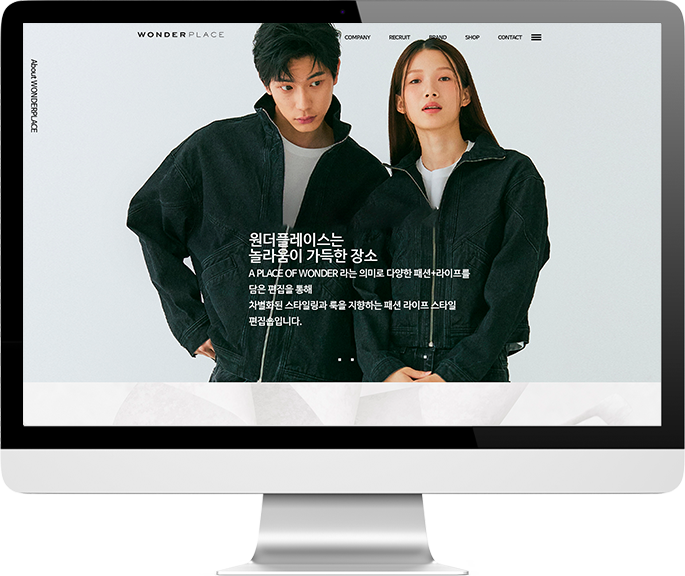 WONDERPLACE
COMPANY RECRUIT BRAND SHOP CONTACT
About WONDERPLACE
원더플레이스는
놀라움이 가득한 장소
A PLACE OF WONDER 라는 의미로 다양한 패션+라이프를
담은 편집을 통해
차별화된 스타일링과 룩을 지향하는 패션 라이프 스타일
편집숍입니다.